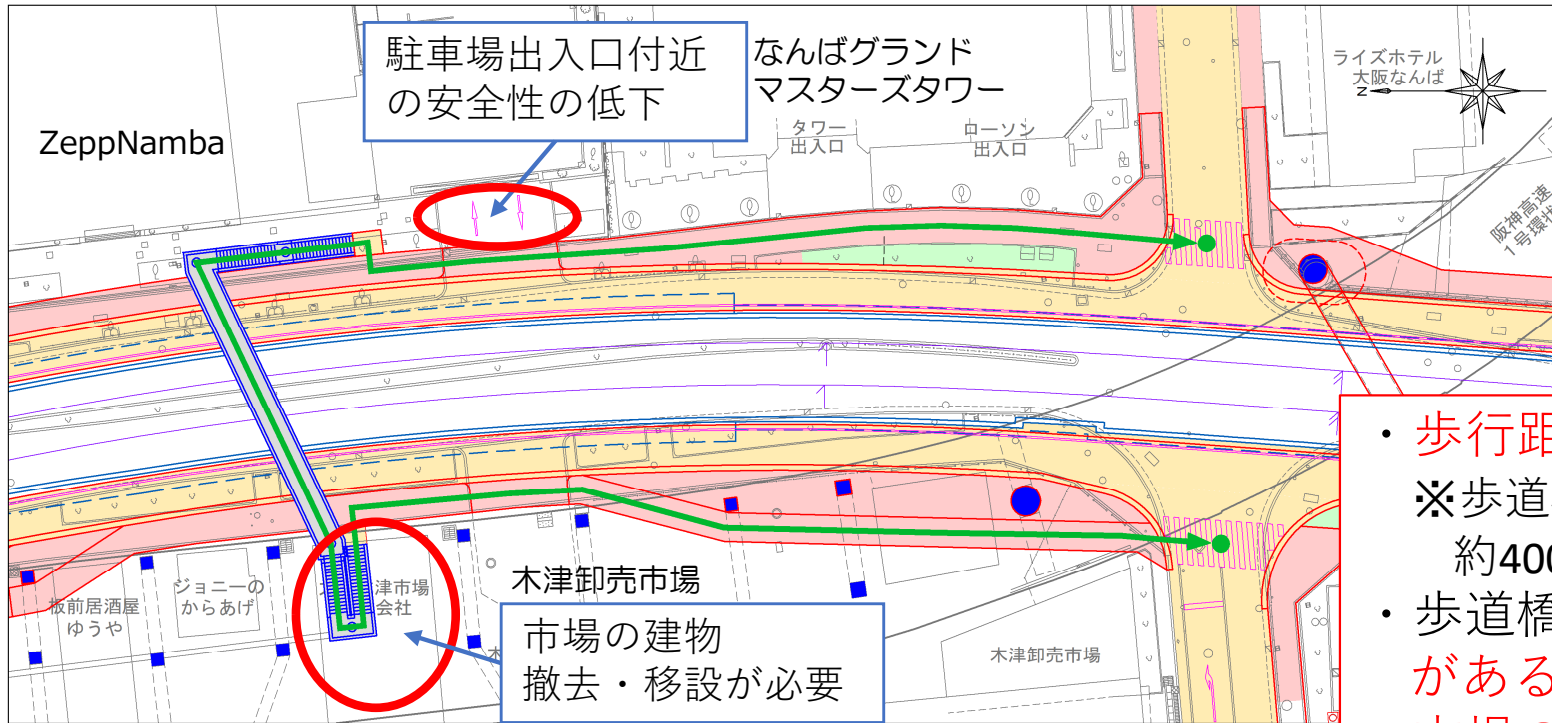 駐車場出入口付近
の安全性の低下
なんばグランド
マスターズタワー
ライズホテル
大阪なんば
N
ZeppNamba
タワー
出入口
ローソン
出入口
阪神高速
1号環状
・歩行距
※歩道
約400
・歩道橋
がある
板前居酒屋
ゆうや
ジョニーの
からあげ
津市場
会社
木津卸売市場
市場の建物
撤去・移設が必要
木津卸売市場